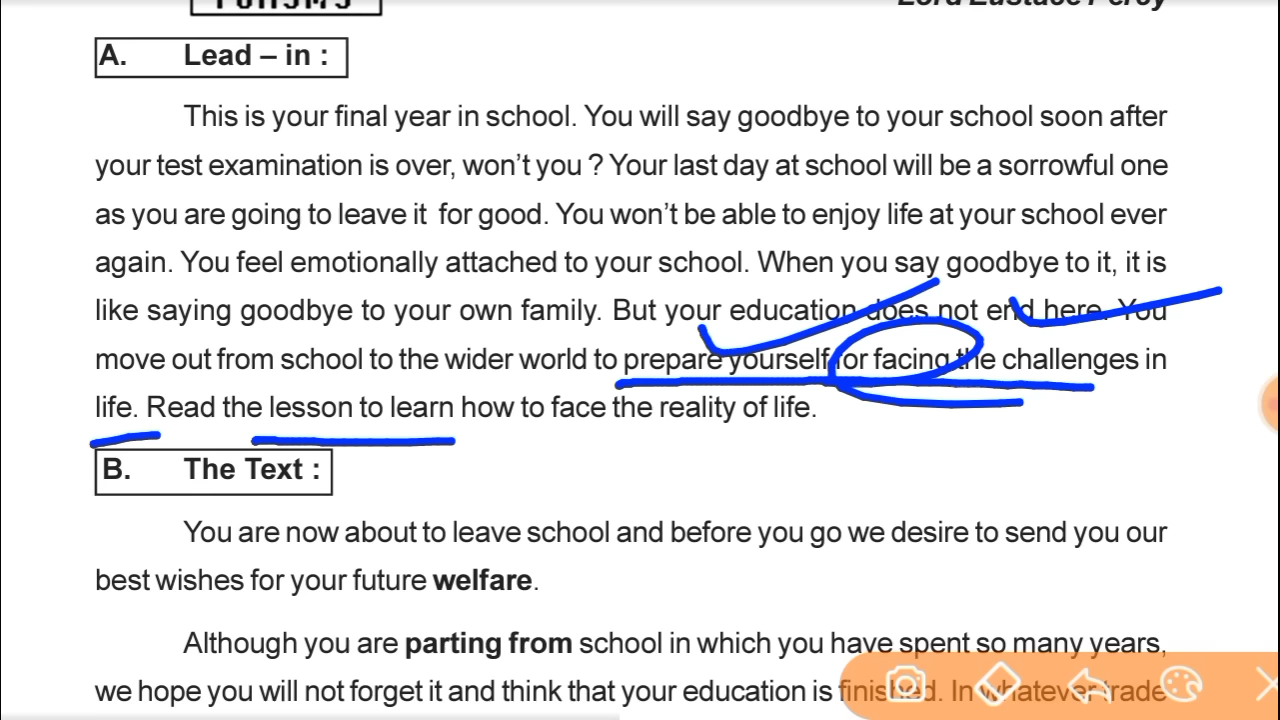 Lord Eustace Percy
A. Lead – in :
This is your final year in school. You will say goodbye to your school soon after
your test examination is over, won’t you ? Your last day at school will be a sorrowful one
as you are going to leave it for good. You won’t be able to enjoy life at your school ever
again. You feel emotionally attached to your school. When you say goodbye to it, it is
like saying goodbye to your own family. But your education does not end here. You
move out from school to the wider world to prepare yourself for facing the challenges in
life. Read the lesson to learn how to face the reality of life.
B. The Text :
You are now about to leave school and before you go we desire to send you our
best wishes for your future welfare.
Although you are parting from school in which you have spent so many years,
we hope you will not forget it and think that your education is finished. In whatever trade